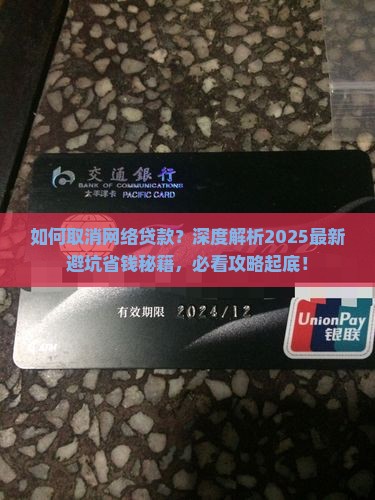 交通銀行
BANK OF COMMUNICATIONS
太平洋卡 PACIFIC CARD
如何取消网络贷款？深度解析2025最新
避坑省钱秘籍，必看攻略起底！
有效期限 2024/12
UnionPay
银联
ATM